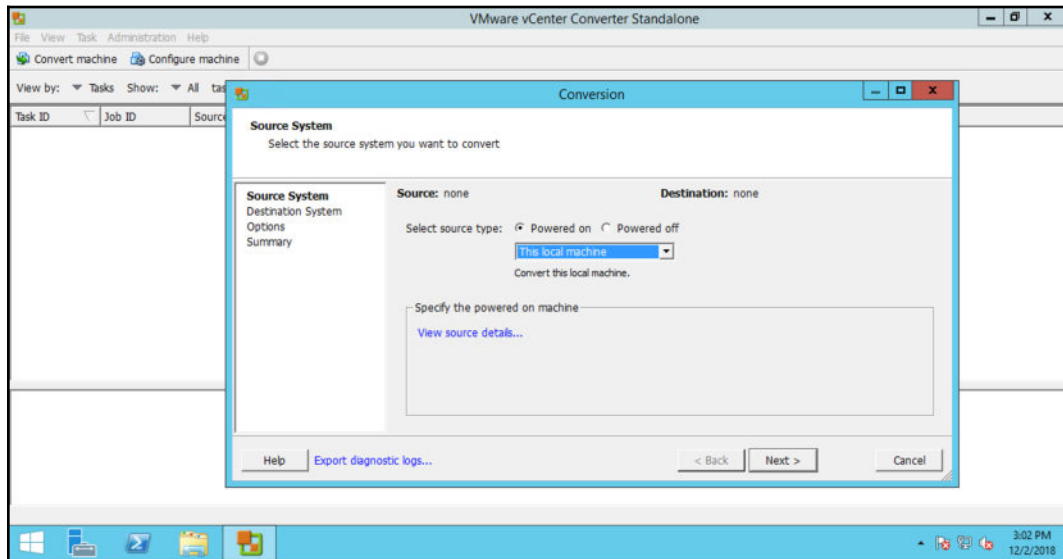 VMware vCenter Converter Standalone
File View Task Administration Help
Convert machine Configure machine
View by: Tasks Show: All tas
Task ID Job ID Source
Conversion
Source System
Select the source system you want to convert
Source System
Destination System
Options
Summary
Source: none Destination: none
Select source type: Powered on Powered off
This local machine
Convert this local machine.
Specify the powered on machine
View source details...
Help Export diagnostic logs... < Back Next > Cancel
3:02 PM
12/2/2018